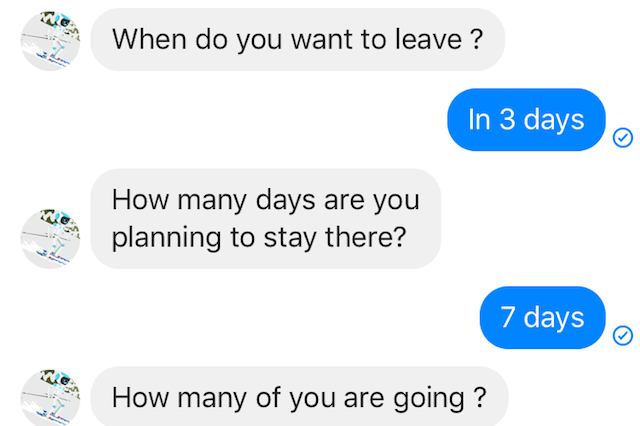 When do you want to leave ?
In 3 days
How many days are you
planning to stay there?
7 days
How many of you are going ?